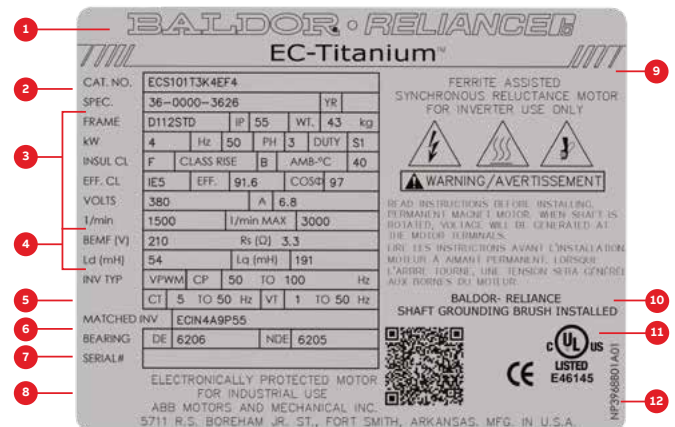 BALDOR · RELIANCE
EC-Titanium™
CAT. NO. ECS101T3K4EF4
SPEC. 36-0000-3626 YR
FRAME D112STD IP 55 WT. 43 kg
kW 4 Hz 50 PH 3 DUTY S1
INSUL CL F CLASS RISE B AMB-°C 40
EFF. CL IE5 EFF. 91.6 COSΦ 97
VOLTS 380 A 6.8
1/min 1500 1/min MAX 3000
BEMF (V) 210 Rs (Ω) 3.3
Ld (mH) 54 Lq (mH) 191
INV TYP VPWM CP 50 TO 100 Hz
CT 5 TO 50 Hz VT 1 TO 50 Hz
MATCHED INV ECIN4A9P55
BEARING DE 6206 NDE 6205
SERIAL#
ELECTRONICALLY PROTECTED MOTOR
FOR INDUSTRIAL USE
ABB MOTORS AND MECHANICAL INC.
5711 R.S. BOREHAM JR. ST., FORT SMITH, ARKANSAS. MFG. IN U.S.A.
FERRITE ASSISTED
SYNCHRONOUS RELUCTANCE MOTOR
FOR INVERTER USE ONLY
WARNING/AVERTISSEMENT
READ INSTRUCTIONS BEFORE INSTALLING,
PERMANENT MAGNET MOTOR. WHEN SHAFT IS
ROTATED, VOLTAGE WILL BE GENERATED AT
THE MOTOR TERMINALS.
LIRE LES INSTRUCTIONS AVANT L'INSTALLATION
MOTEUR À AIMANT PERMANENT, LORSQUE
L'ARBRE TOURNE, UNE TENSION SERA GÉNÉRÉ
AUX BORNES DU MOTEUR.
BALDOR- RELIANCE
SHAFT GROUNDING BRUSH INSTALLED
C UL US
LISTED
E46145
CE
NP3968B01A01
1
2
3
4
5
6
7
8
9
10
11
12